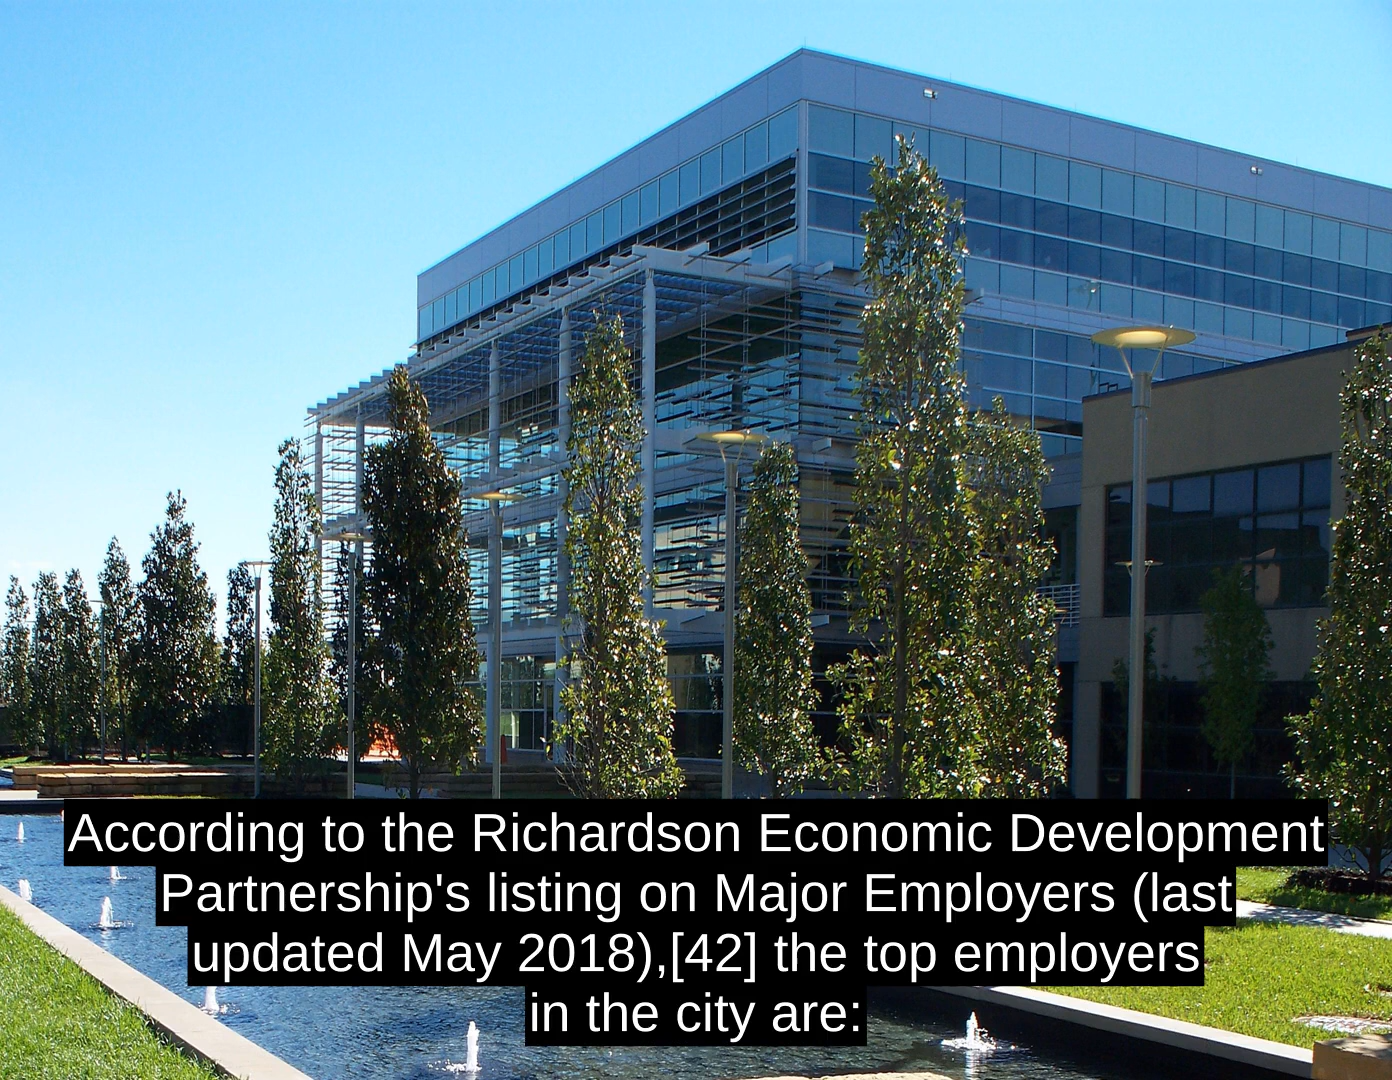 According to the Richardson Economic Development
Partnership's listing on Major Employers (last
updated May 2018),[42] the top employers
in the city are: